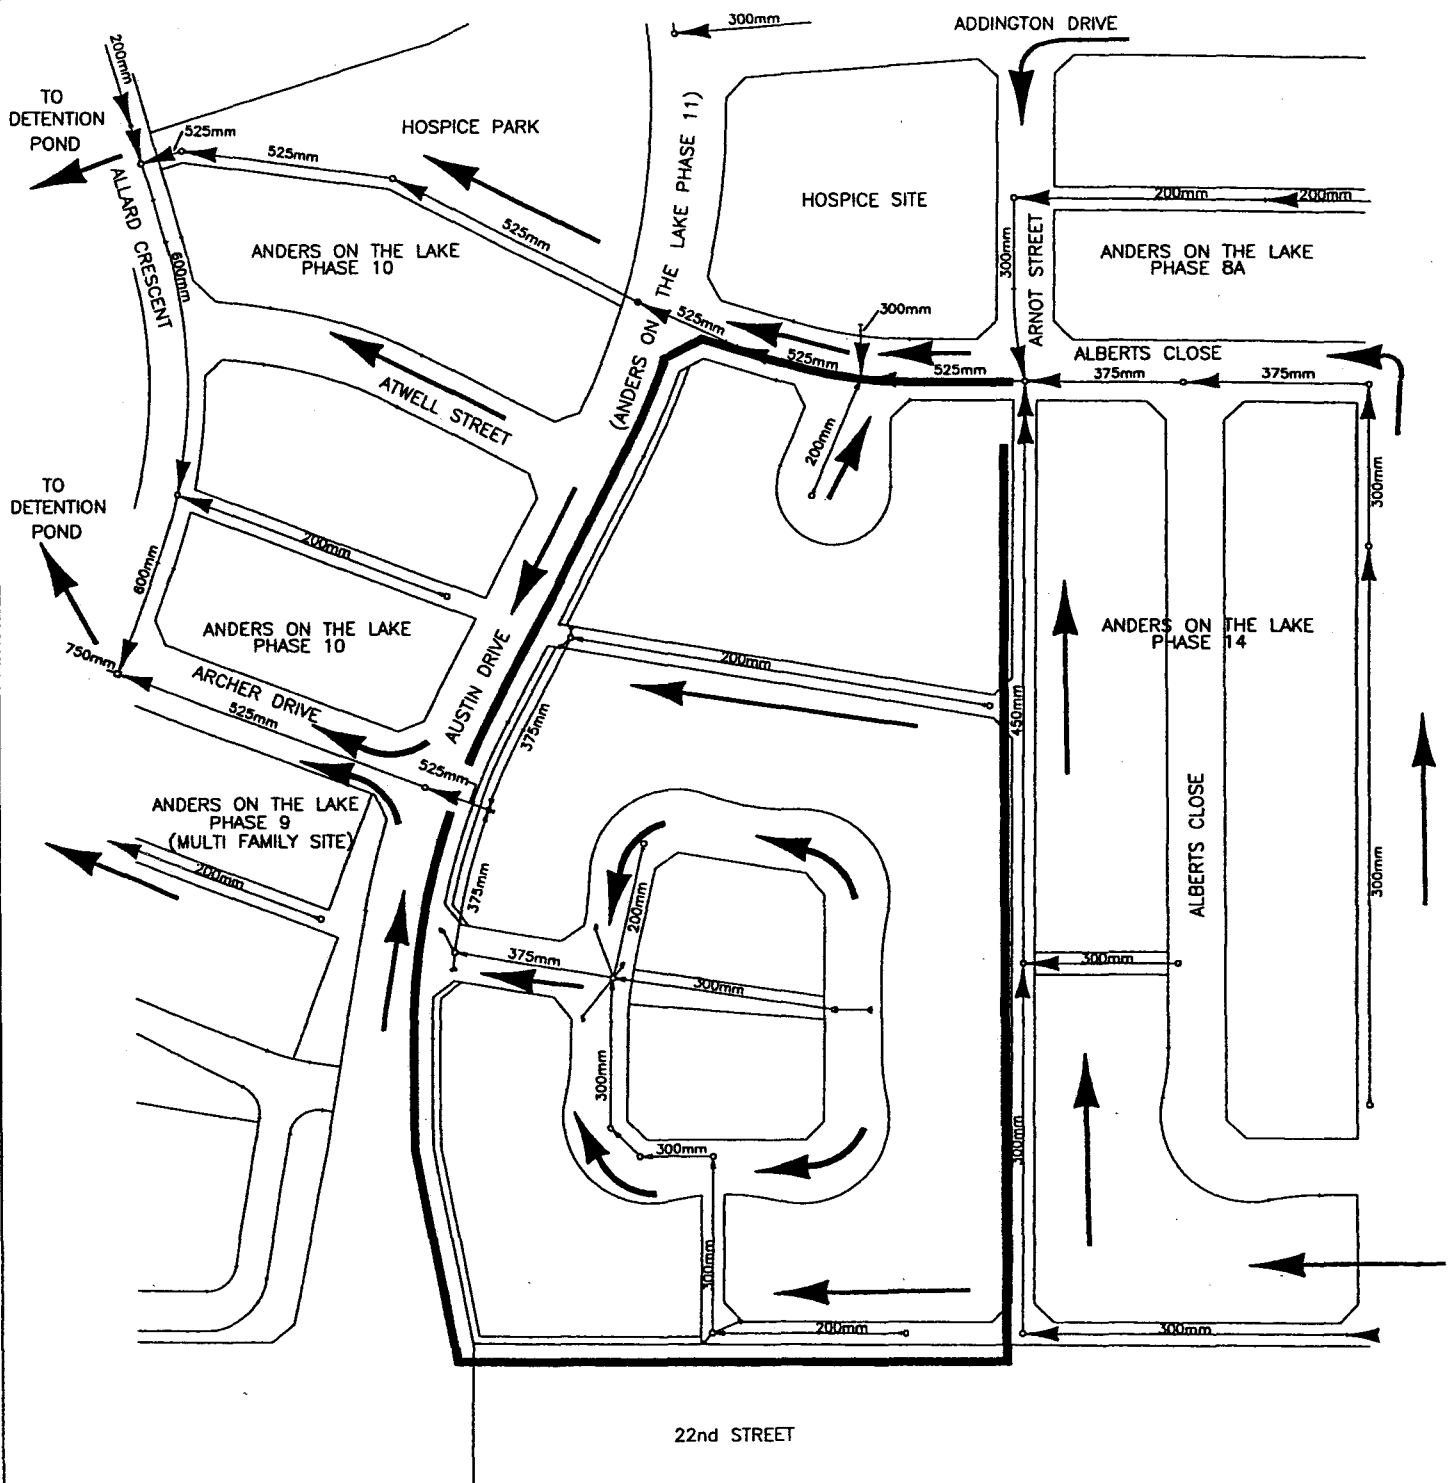 300mm
ADDINGTON DRIVE
200mm
TO
DETENTION
POND
525mm
525mm
HOSPICE PARK
(ANDERS ON THE LAKE PHASE 11)
HOSPICE SITE
200mm
200mm
ALLARD CRESCENT
525mm
300mm
ARNOT STREET
ANDERS ON THE LAKE
PHASE 10
ANDERS ON THE LAKE
PHASE 8A
600mm
525mm
300mm
525mm
525mm
ALBERTS CLOSE
375mm
375mm
ATWELL STREET
200mm
300mm
TO
DETENTION
POND
200mm
600mm
ANDERS ON THE LAKE
PHASE 10
ANDERS ON THE LAKE
PHASE 14
750mm
ARCHER DRIVE
525mm
AUSTIN DRIVE
200mm
375mm
450mm
525mm
ANDERS ON THE LAKE
PHASE 9
(MULTI FAMILY SITE)
200mm
375mm
200mm
ALBERTS CLOSE
300mm
375mm
300mm
300mm
300mm
300mm
300mm
300mm
200mm
300mm
22nd STREET